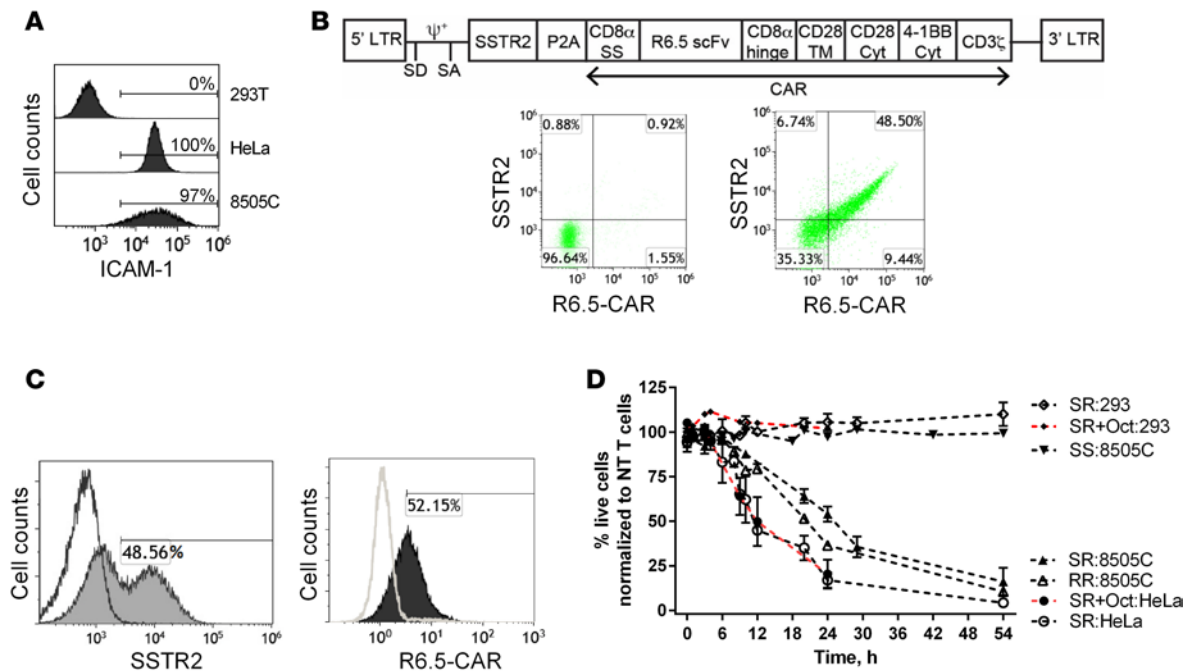 A
0%
293T
100%
HeLa
97%
8505C
Cell counts
10³ 10⁴ 10⁵ 10⁶
ICAM-1
B
5' LTR
ψ⁺
SD
SA
SSTR2
P2A
CD8α
SS
R6.5 scFv
CD8α
hinge
CD28
TM
CD28
Cyt
4-1BB
Cyt
CD3ζ
3' LTR
CAR
SSTR2
10⁶
10⁵
10⁴
10³
0
0.88%
0.92%
96.64%
1.55%
10³ 10⁴ 10⁵ 10⁶
R6.5-CAR
SSTR2
10⁶
10⁵
10⁴
10³
0
6.74%
48.50%
35.33%
9.44%
10³ 10⁴ 10⁵ 10⁶
R6.5-CAR
C
Cell counts
48.56%
10³ 10⁴ 10⁵ 10⁶
SSTR2
Cell counts
52.15%
10⁰ 10¹ 10² 10³
R6.5-CAR
D
% live cells
normalized to NT T cells
125
100
75
50
25
0
0 6 12 18 24 30 36 42 48 54
Time, h
SR:293
SR+Oct:293
SS:8505C
SR:8505C
RR:8505C
SR+Oct:HeLa
SR:HeLa